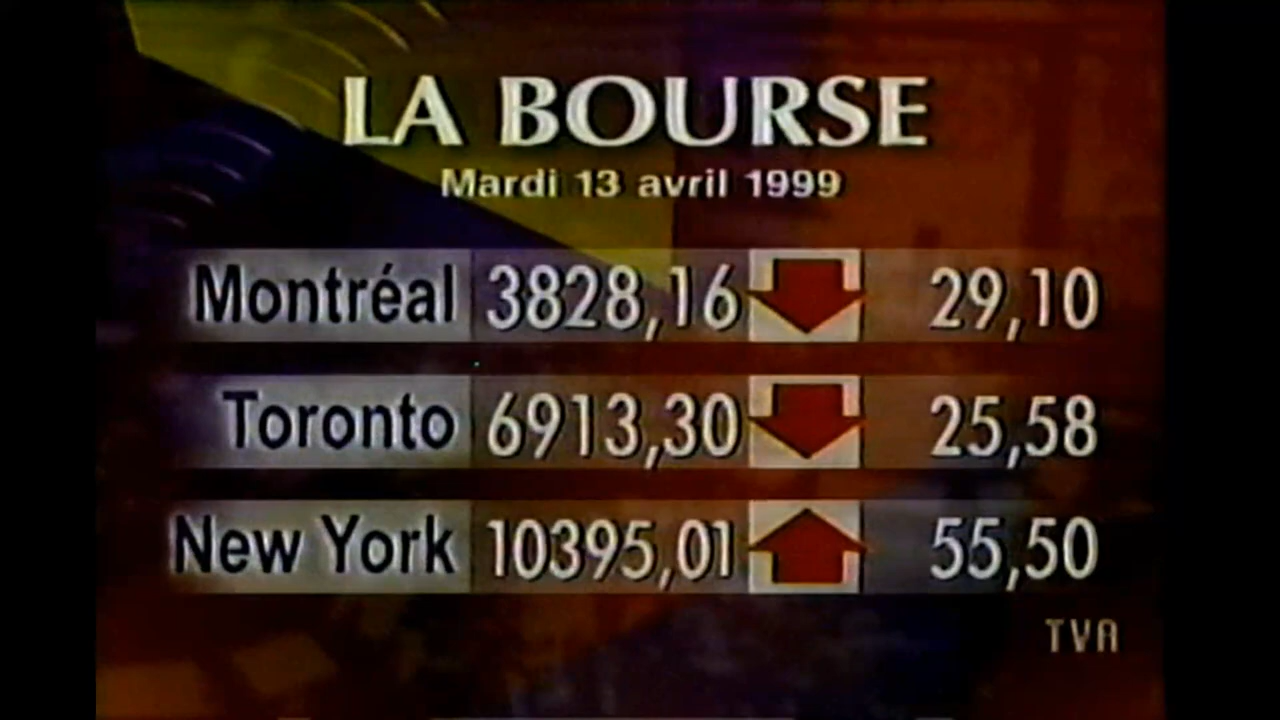 LA BOURSE
Mardi 13 avril 1999
Montréal 3828,16 29,10
Toronto 6913,30 25,58
New York 10395,01 55,50
TVA